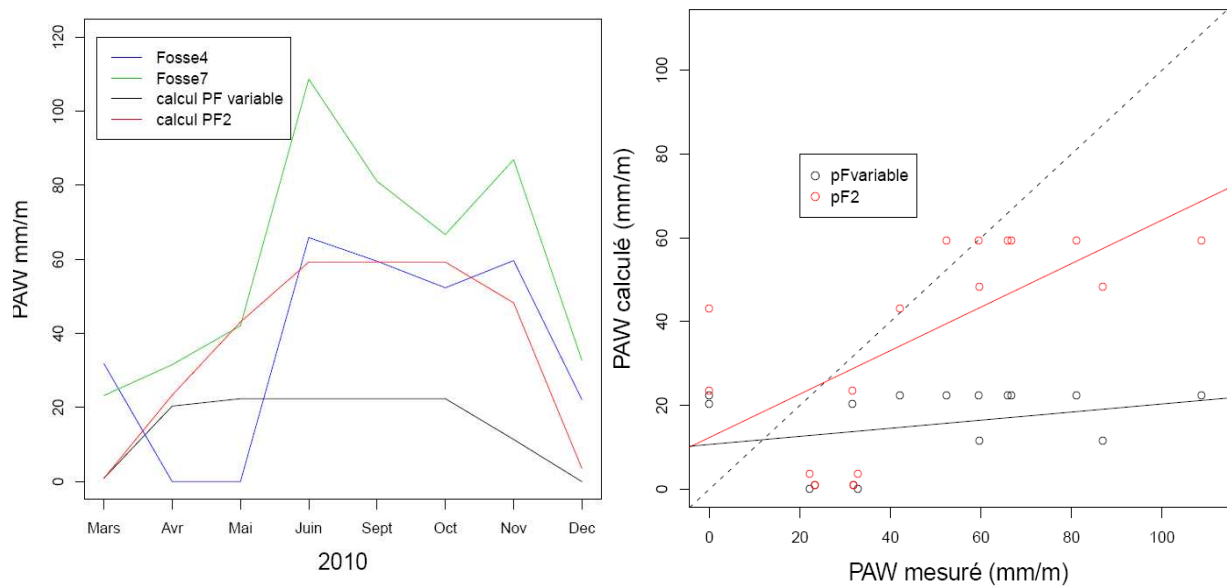 PAW mm/m
120
100
80
60
40
20
0
Fosse4
Fosse7
calcul PF variable
calcul PF2
Mars Avr Mai Juin Sept Oct Nov Dec
2010
PAW calculé (mm/m)
100
80
60
40
20
0
pFvariable
pF2
0 20 40 60 80 100
PAW mesuré (mm/m)